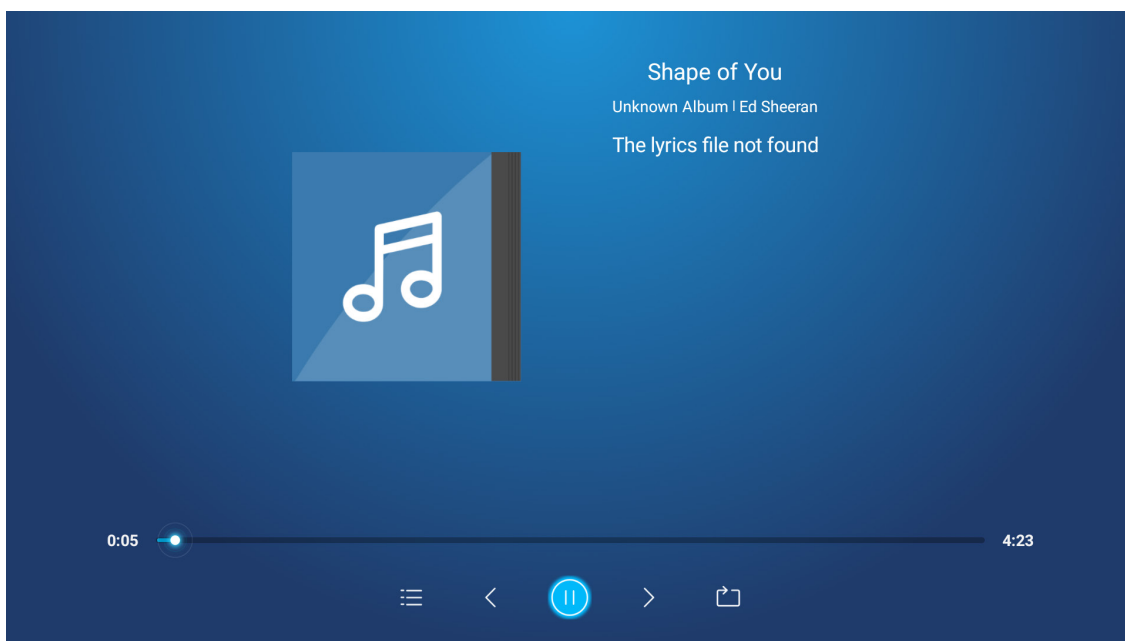 Shape of You
Unknown Album | Ed Sheeran
The lyrics file not found
0:05
4:23